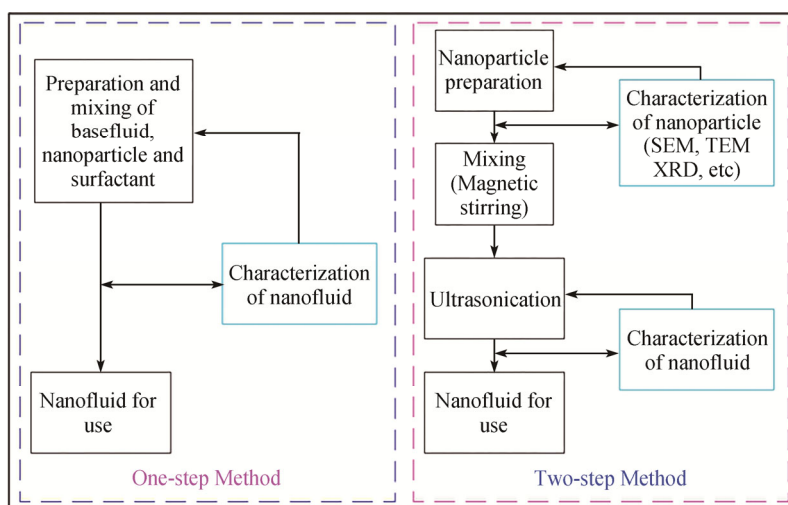 Preparation and
mixing of
basefluid,
nanoparticle and
surfactant
Characterization
of nanofluid
Nanofluid for
use
One-step Method
Nanoparticle
preparation
Characterization
of nanoparticle
(SEM, TEM
XRD, etc)
Mixing
(Magnetic
stirring)
Ultrasonication
Characterization
of nanofluid
Nanofluid for
use
Two-step Method